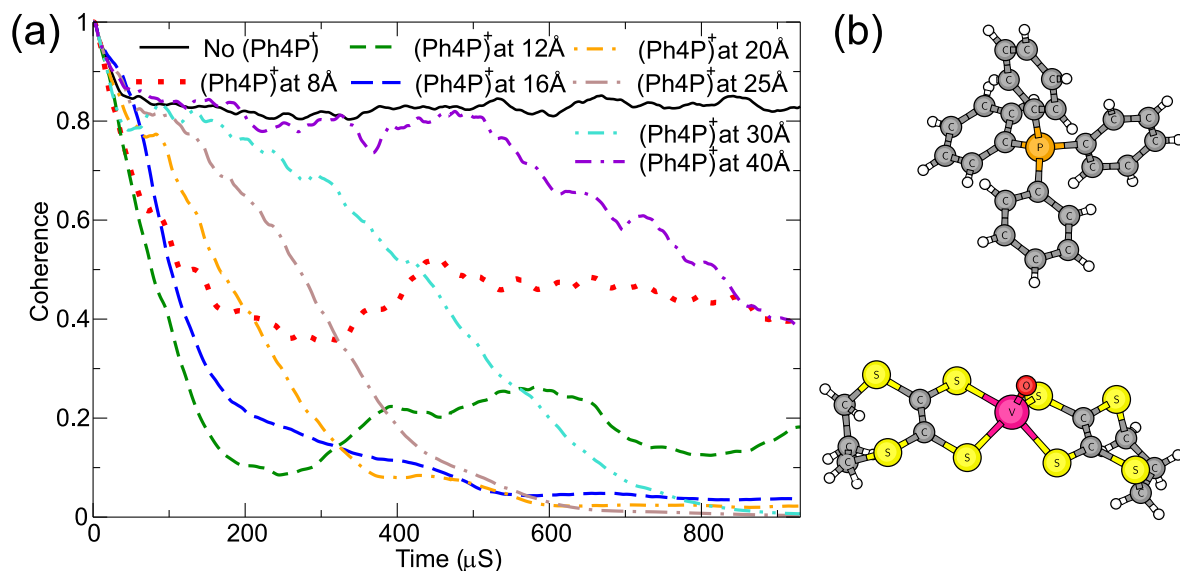 (a)
(b)
1
0.8
0.6
0.4
0.2
0
Coherence
0 200 400 600 800
Time (μS)
No (Ph4P)⁺
(Ph4P)⁺ at 8Å
(Ph4P)⁺ at 12Å
(Ph4P)⁺ at 16Å
(Ph4P)⁺ at 20Å
(Ph4P)⁺ at 25Å
(Ph4P)⁺ at 30Å
(Ph4P)⁺ at 40Å
C C C C C C
C C C C C C
P
C C C C C C
C C C C C C
S S O S S
C C V C C
S S S S
C C C C C C